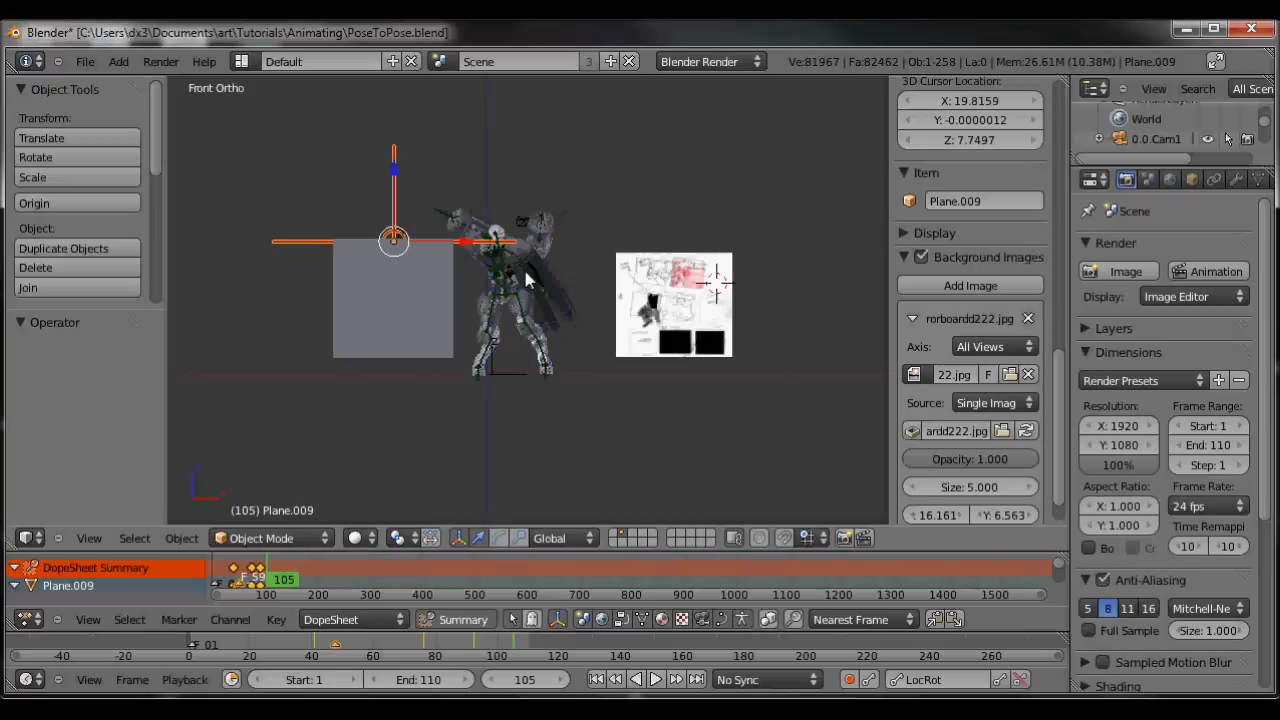 Blender* [C:\Users\dx3\Documents\art\Tutorials\Animating\PoseToPose.blend]
File Add Render Help Default Scene 3 Blender Render Ve:81967 | Fa:82462 | Ob:1-258 | La:0 | Mem:26.61M (10.38M) | Plane.009
View Search All Scen
Object Tools
Transform:
Translate
Rotate
Scale
Origin
Object:
Duplicate Objects
Delete
Join
Operator
Front Ortho
(105) Plane.009
3D Cursor Location:
X: 19.8159
Y: -0.0000012
Z: 7.7497
Item
Plane.009
Display
Background Images
Add Image
rorboardd222.jpg
Axis: All Views
22.jpg F
Source: Single Imag
ardd222.jpg
Opacity: 1.000
Size: 5.000
16.161 Y: 6.563
World
0.0.Cam1
Scene
Render
Image Animation
Display: Image Editor
Layers
Dimensions
Render Presets
Resolution: Frame Range:
X: 1920 Start: 1
Y: 1080 End: 110
100% Step: 1
Aspect Ratio: Frame Rate:
X: 1.000 24 fps
Y: 1.000 Time Remappi
Bo Cr 10 10
Anti-Aliasing
5 8 11 16 Mitchell-Ne
Full Sample Size: 1.000
Sampled Motion Blur
Shading
View Select Object Object Mode Global
DopeSheet Summary
Plane.009
F_59
105
100 200 300 400 500 600 700 800 900 1000 1100 1200 1300 1400 1500
View Select Marker Channel Key DopeSheet Summary Nearest Frame
F_01
-40 -20 0 20 40 60 80 100 120 140 160 180 200 220 240 260
View Frame Playback Start: 1 End: 110 105 No Sync LocRot